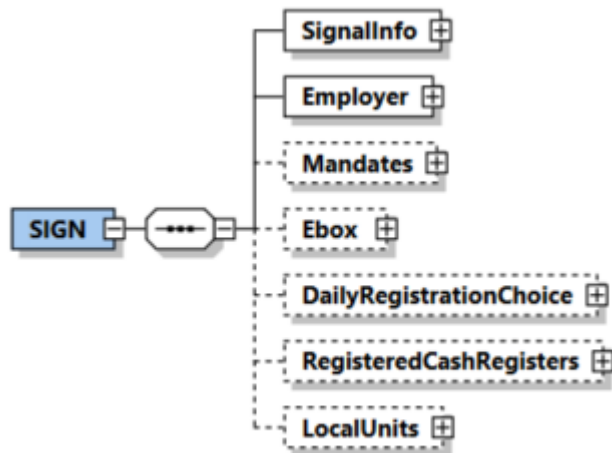 SignalInfo
Employer
Mandates
SIGN
Ebox
DailyRegistrationChoice
RegisteredCashRegisters
LocalUnits